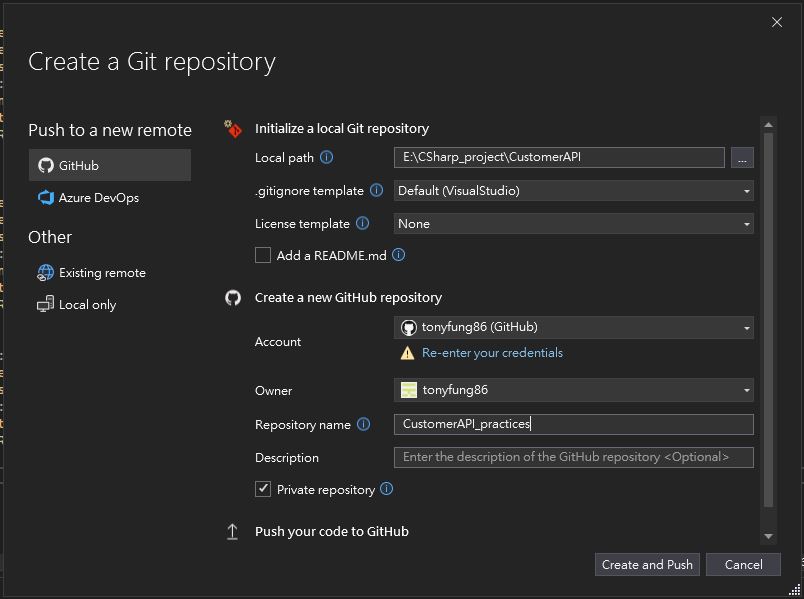 Create a Git repository
Push to a new remote
GitHub
Azure DevOps
Other
Existing remote
Local only
Initialize a local Git repository
Local path
E:\CSharp_project\CustomerAPI
...
.gitignore template
Default (VisualStudio)
License template
None
Add a README.md
Create a new GitHub repository
Account
tonyfung86 (GitHub)
Re-enter your credentials
Owner
tonyfung86
Repository name
CustomerAPI_practices
Description
Enter the description of the GitHub repository <Optional>
Private repository
Push your code to GitHub
Create and Push
Cancel